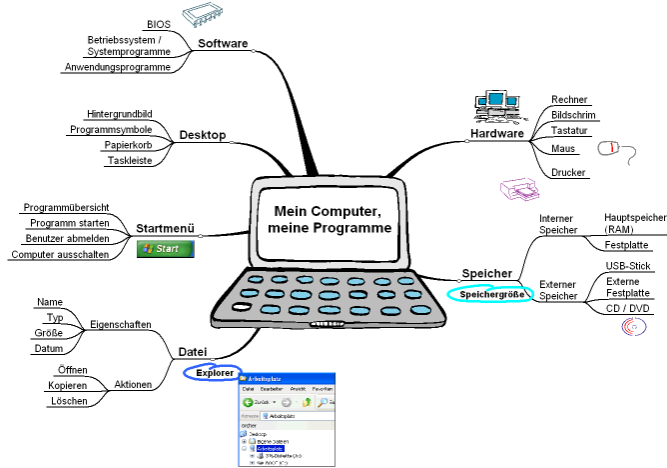 Mein Computer,
meine Programme
Software
BIOS
Betriebssystem /
Systemprogramme
Anwendungsprogramme
Desktop
Hintergrundbild
Programmsymbole
Papierkorb
Taskleiste
Startmenü
Start
Programmübersicht
Programm starten
Benutzer abmelden
Computer ausschalten
Datei
Explorer
Eigenschaften
Name
Typ
Größe
Datum
Aktionen
Öffnen
Kopieren
Löschen
Hardware
Rechner
Bildschrim
Tastatur
Maus
Drucker
Speicher
Speichergröße
Interner
Speicher
Hauptspeicher
(RAM)
Festplatte
Externer
Speicher
USB-Stick
Externe
Festplatte
CD / DVD
Arbeitsplatz
Datei Bearbeiten Ansicht Favoriten
Zurück
Adresse Arbeitsplatz
Ordner
Desktop
Eigene Dateien
Arbeitsplatz